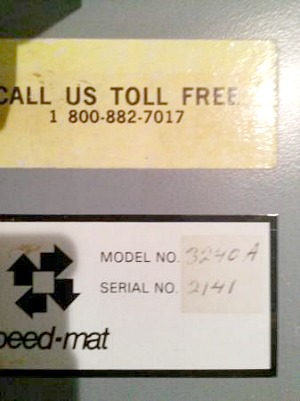 CALL US TOLL FREE
1 800-882-7017
MODEL NO. 3240 A
SERIAL NO. 2141
peed-mat